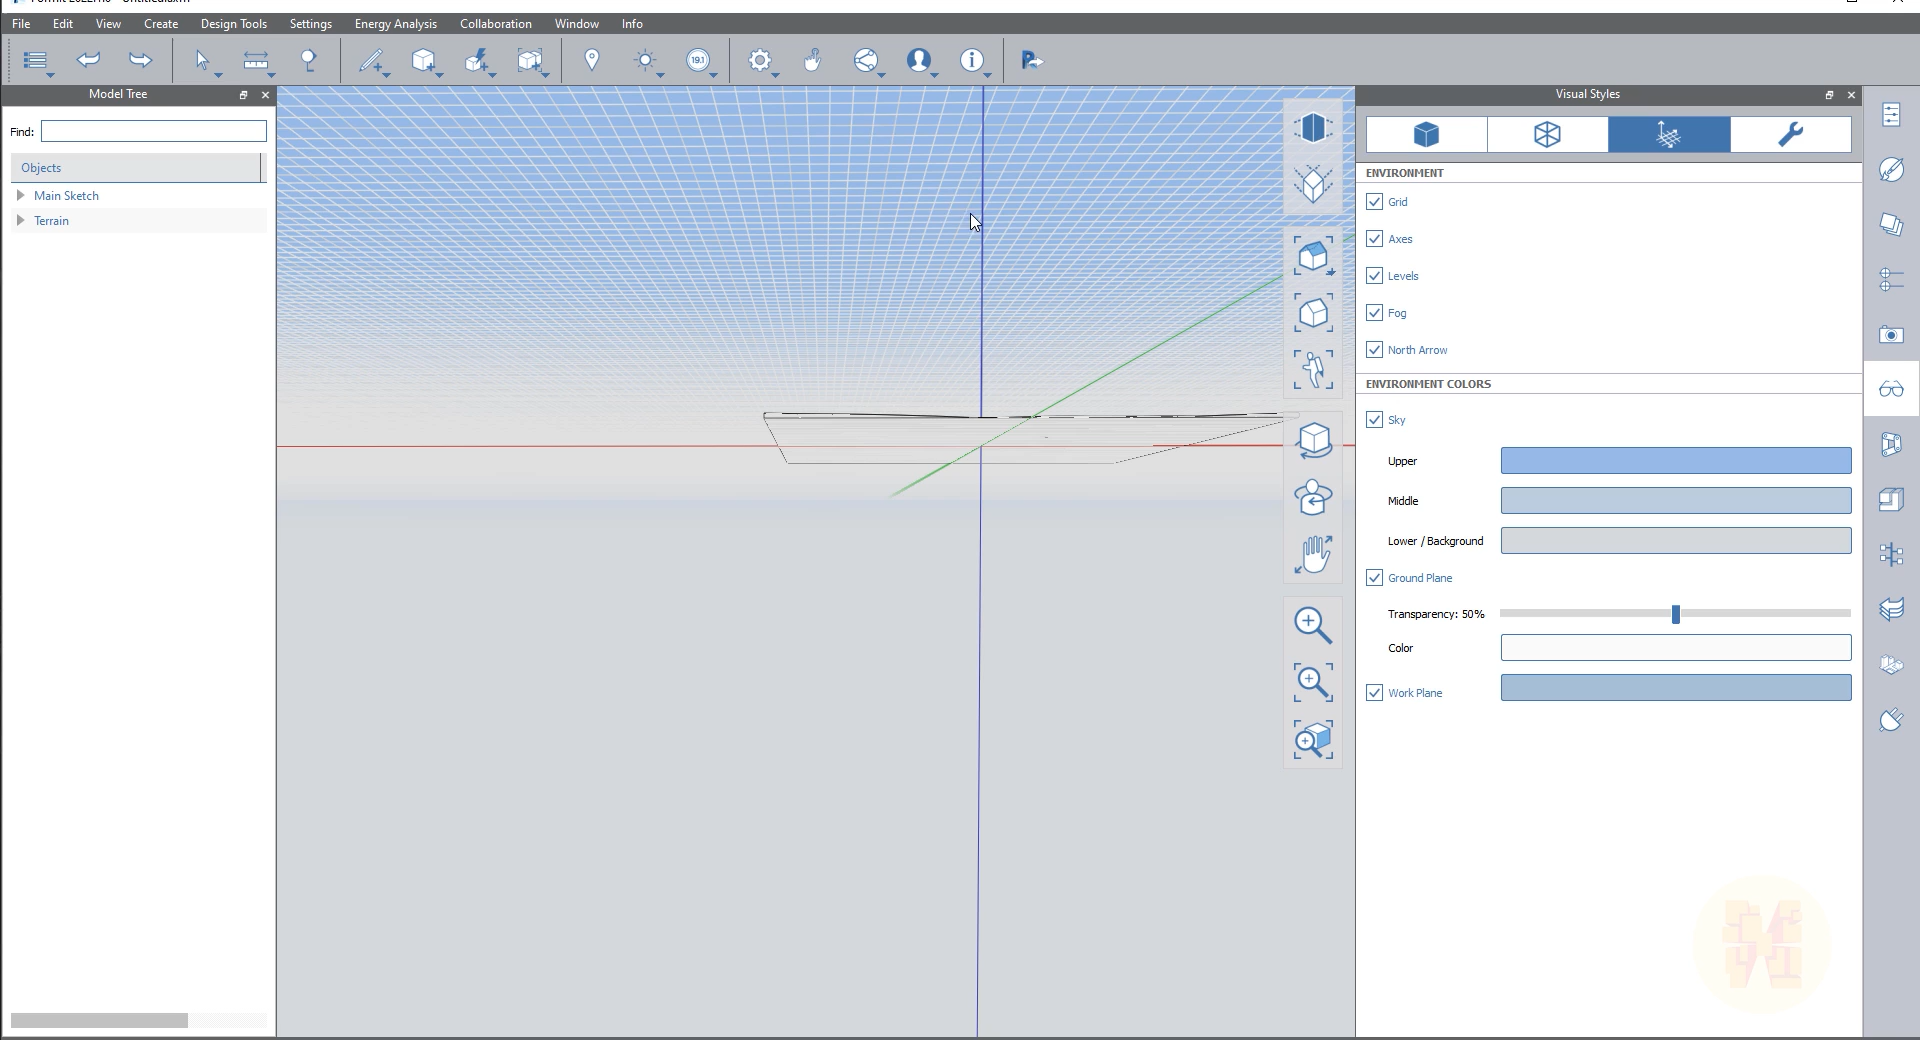 File Edit View Create Design Tools Settings Energy Analysis Collaboration Window Info
19.1
Model Tree
Find:
Objects
Main Sketch
Terrain
Visual Styles
ENVIRONMENT
Grid
Axes
Levels
Fog
North Arrow
ENVIRONMENT COLORS
Sky
Upper
Middle
Lower / Background
Ground Plane
Transparency: 50%
Color
Work Plane